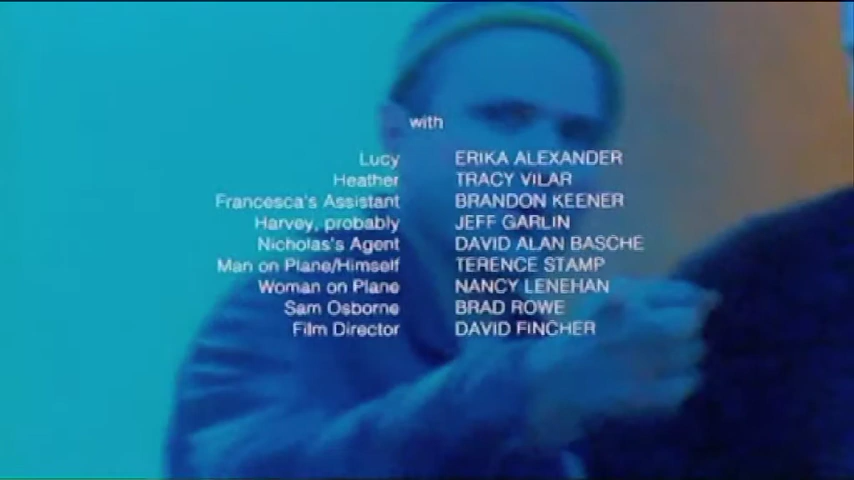 with
Lucy ERIKA ALEXANDER
Heather TRACY VILAR
Francesca's Assistant BRANDON KEENER
Harvey, probably JEFF GARLIN
Nicholas's Agent DAVID ALAN BASCHE
Man on Plane/Himself TERENCE STAMP
Woman on Plane NANCY LENEHAN
Sam Osborne BRAD ROWE
Film Director DAVID FINCHER